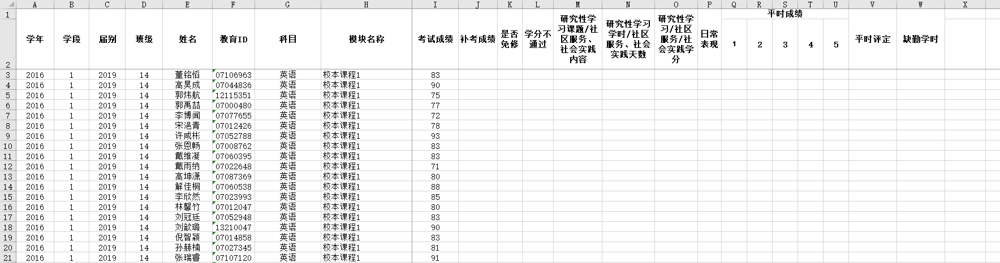 A B C D E F G H I J K L M N O P Q R S T U V W X
1 2 学年 学段 届别 班级 姓名 教育ID 科目 模块名称 考试成绩 补考成绩 是否免修 学分不通过 研究性学习课题/社区服务、社会实践内容 研究性学习学时/社区服务、社会实践天数 研究性学习/社区服务/社会实践学分 日常表现 平时成绩 1 2 3 4 5 平时评定 缺勤学时
3 2016 1 2019 14 董铭慆 07106963 英语 校本课程1 83
4 2016 1 2019 14 高昊成 07044836 英语 校本课程1 90
5 2016 1 2019 14 郭炜航 12115351 英语 校本课程1 75
6 2016 1 2019 14 郭禹喆 07000480 英语 校本课程1 77
7 2016 1 2019 14 李博闻 07077655 英语 校本课程1 72
8 2016 1 2019 14 宋浥青 07012426 英语 校本课程1 78
9 2016 1 2019 14 许咸彬 07052788 英语 校本课程1 93
10 2016 1 2019 14 张恩畅 07008762 英语 校本课程1 83
11 2016 1 2019 14 戴维凝 07060395 英语 校本课程1 83
12 2016 1 2019 14 戴雨纳 07022648 英语 校本课程1 71
13 2016 1 2019 14 高坤潇 07087369 英语 校本课程1 80
14 2016 1 2019 14 解佳桐 07060538 英语 校本课程1 88
15 2016 1 2019 14 李欣然 07023993 英语 校本课程1 85
16 2016 1 2019 14 林馨竹 07012047 英语 校本课程1 80
17 2016 1 2019 14 刘冠廷 07052948 英语 校本课程1 83
18 2016 1 2019 14 刘歆璐 13210047 英语 校本课程1 90
19 2016 1 2019 14 倪智颖 07014858 英语 校本课程1 83
20 2016 1 2019 14 孙赫楠 07027345 英语 校本课程1 81
21 2016 1 2019 14 张瑞睿 07107120 英语 校本课程1 91